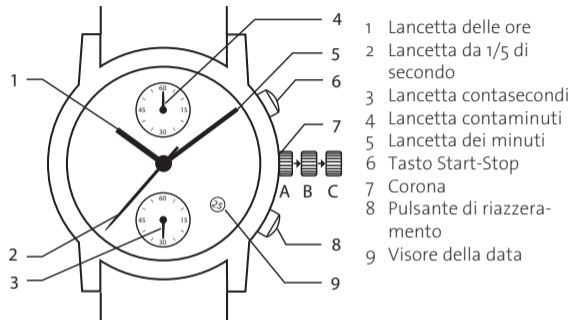 4
5
6
7
8
9
1
2
3
60
45
15
30
60
45
15
30
25
A B C
1 Lancetta delle ore
2 Lancetta da 1/5 di
secondo
3 Lancetta contasecondi
4 Lancetta contaminuti
5 Lancetta dei minuti
6 Tasto Start-Stop
7 Corona
8 Pulsante di riazzera-
mento
9 Visore della data